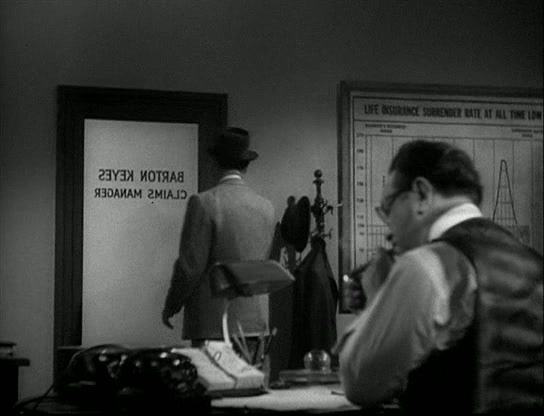 BARTON KEYES
CLAIMS MANAGER
LIFE INSURANCE SURRENDER RATE AT ALL TIME LOW